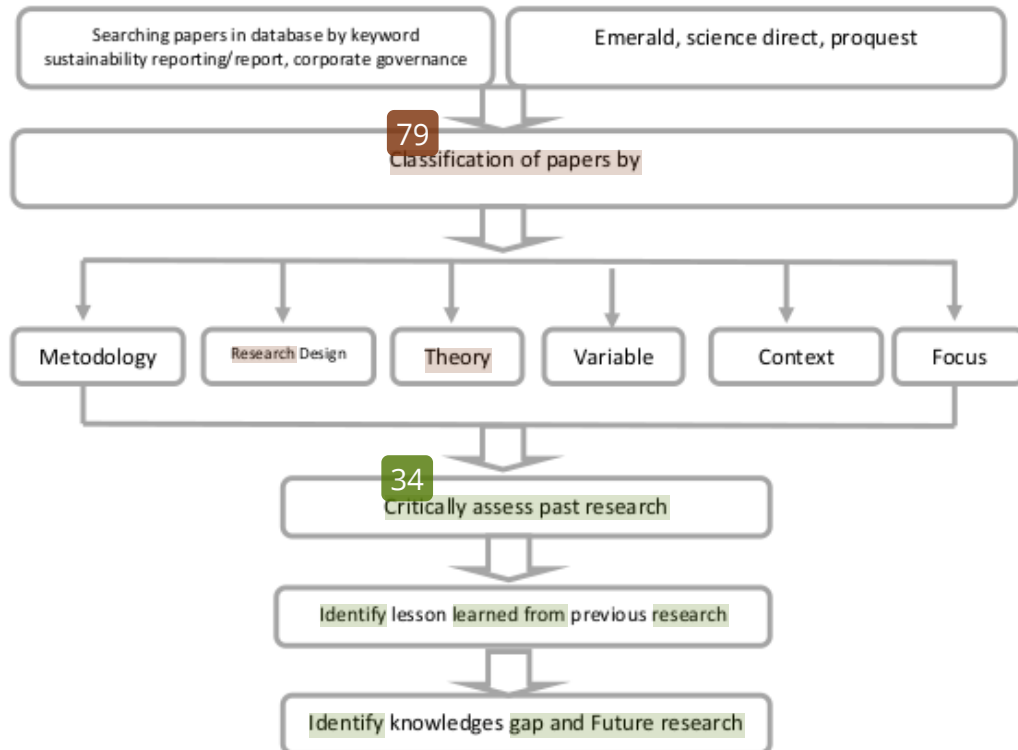 Searching papers in database by keyword
sustainability reporting/report, corporate governance
Emerald, science direct, proquest
79
Classification of papers by
Metodology
Research Design
Theory
Variable
Context
Focus
34
Critically assess past research
Identify lesson learned from previous research
Identify knowledges gap and Future research